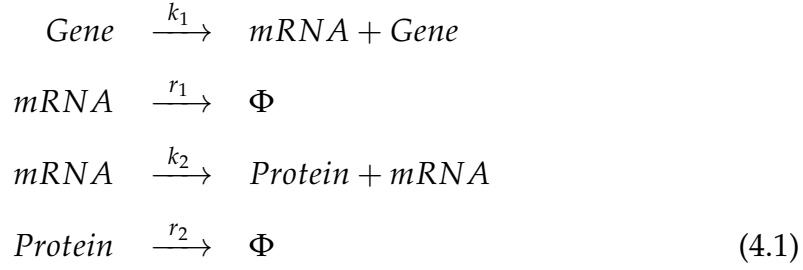 Gene k₁ → mRNA + Gene
mRNA r₁ → Φ
mRNA k₂ → Protein + mRNA
Protein r₂ → Φ (4.1)